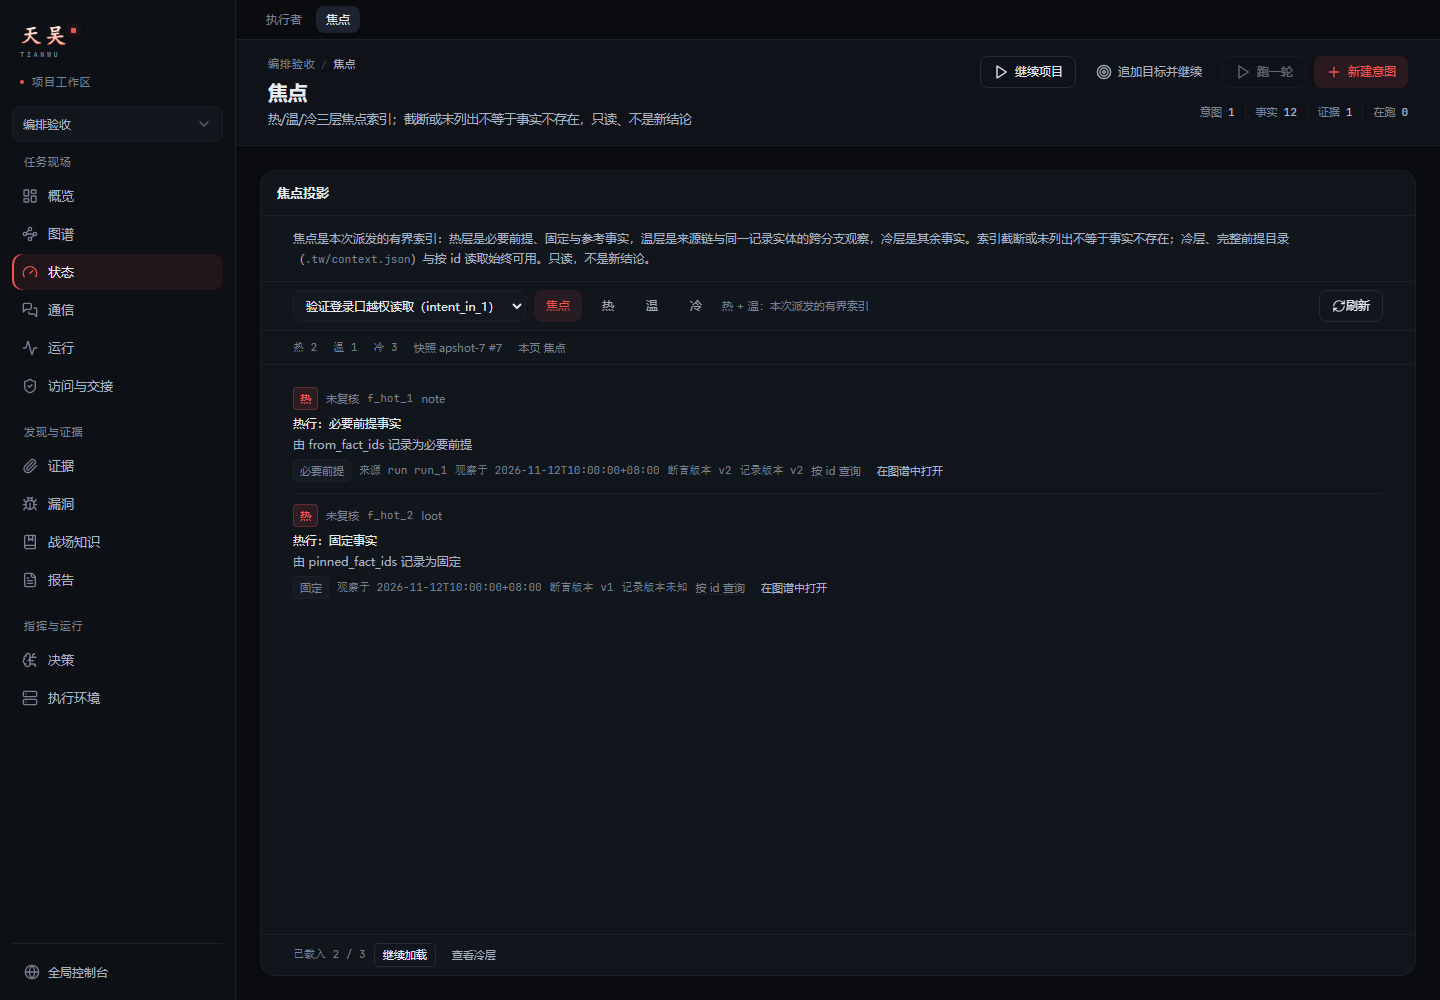 天吴
TIANWU
项目工作区
编排验收
任务现场
概览
图谱
状态
通信
运行
访问与交接
发现与证据
证据
漏洞
战场知识
报告
指挥与运行
决策
执行环境
全局控制台
执行者 焦点
编排验收 / 焦点
焦点
热/温/冷三层焦点索引；截断或未列出不等于事实不存在，只读、不是新结论
继续项目 追加目标并继续 跑一轮 新建意图
意图 1 事实 12 证据 1 在跑 0
焦点投影
焦点是本次派发的有界索引：热层是必要前提、固定与参考事实，温层是来源链与同一记录实体的跨分支观察，冷层是其余事实。索引截断或未列出不等于事实不存在；冷层、完整前提目录
（.tw/context.json）与按 id 读取始终可用。只读，不是新结论。
验证登录口越权读取（intent_in_1） 焦点 热 温 冷 热 + 温：本次派发的有界索引 刷新
热 2 温 1 冷 3 快照 apshot-7 #7 本页 焦点
热 未复核 f_hot_1 note
热行：必要前提事实
由 from_fact_ids 记录为必要前提
必要前提 来源 run run_1 观察于 2026-11-12T10:00:00+08:00 断言版本 v2 记录版本 v2 按 id 查询 在图谱中打开
热 未复核 f_hot_2 loot
热行：固定事实
由 pinned_fact_ids 记录为固定
固定 观察于 2026-11-12T10:00:00+08:00 断言版本 v1 记录版本未知 按 id 查询 在图谱中打开
已载入 2 / 3 继续加载 查看冷层